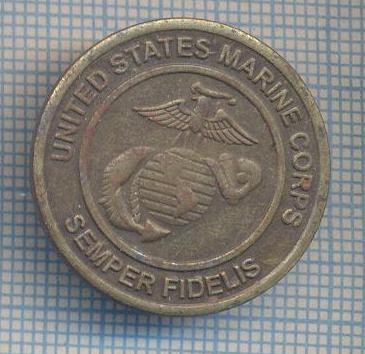 UNITED STATES MARINE CORPS
SEMPER FIDELIS